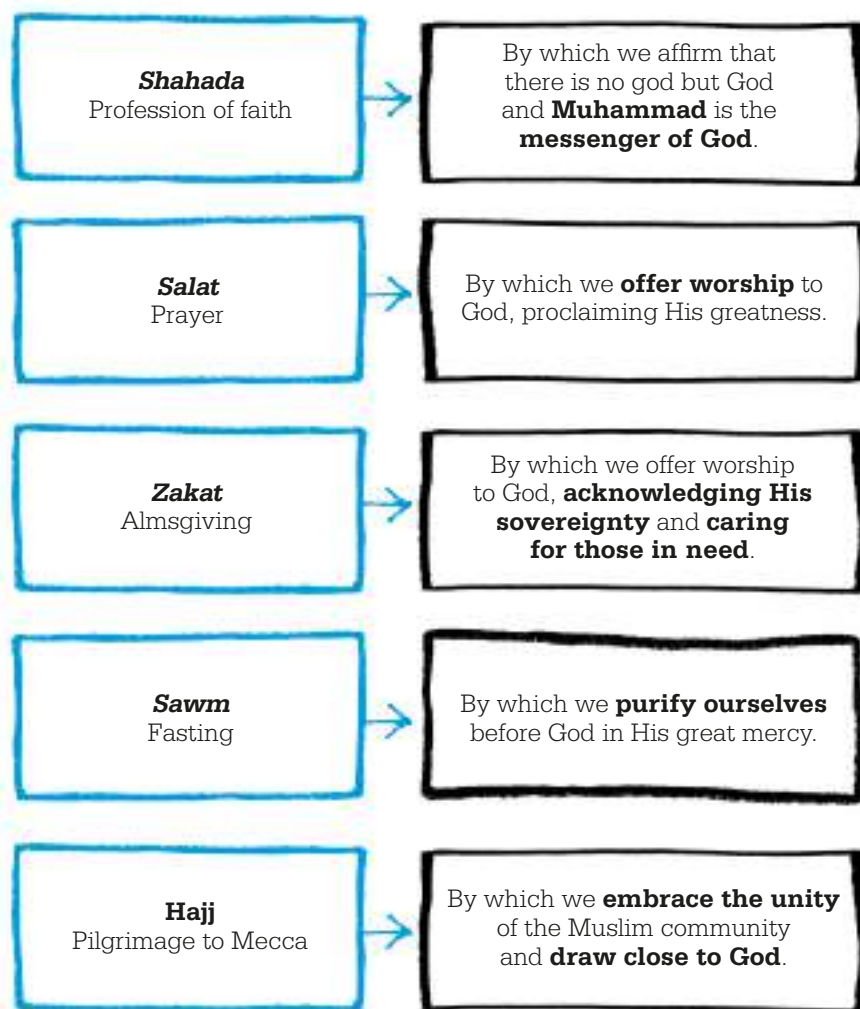 Shahada
Profession of faith
By which we affirm that
there is no god but God
and Muhammad is the
messenger of God.
Salat
Prayer
By which we offer worship to
God, proclaiming His greatness.
Zakat
Almsgiving
By which we offer worship
to God, acknowledging His
sovereignty and caring
for those in need.
Sawm
Fasting
By which we purify ourselves
before God in His great mercy.
Hajj
Pilgrimage to Mecca
By which we embrace the unity
of the Muslim community
and draw close to God.